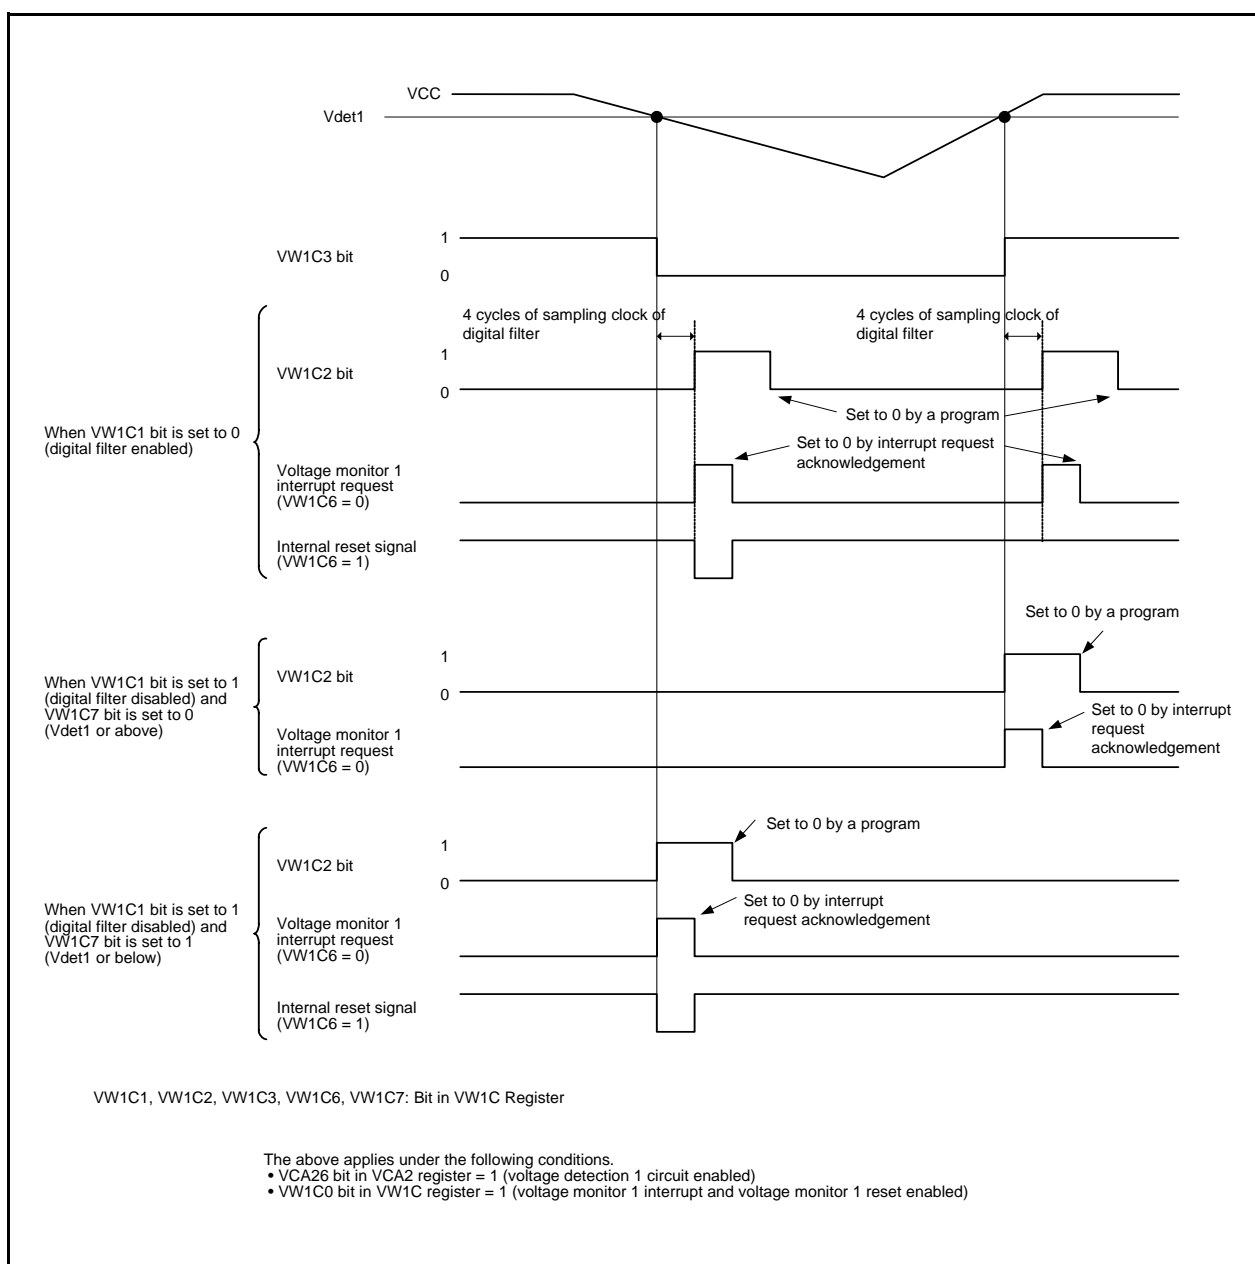 VCC
Vdet1
VW1C3 bit
1
0
4 cycles of sampling clock of
digital filter
4 cycles of sampling clock of
digital filter
When VW1C1 bit is set to 0
(digital filter enabled)
VW1C2 bit
1
0
Set to 0 by a program
Set to 0 by interrupt request
acknowledgement
Voltage monitor 1
interrupt request
(VW1C6 = 0)
Internal reset signal
(VW1C6 = 1)
Set to 0 by a program
When VW1C1 bit is set to 1
(digital filter disabled) and
VW1C7 bit is set to 0
(Vdet1 or above)
VW1C2 bit
1
0
Voltage monitor 1
interrupt request
(VW1C6 = 0)
Set to 0 by interrupt
request
acknowledgement
Set to 0 by a program
When VW1C1 bit is set to 1
(digital filter disabled) and
VW1C7 bit is set to 1
(Vdet1 or below)
VW1C2 bit
1
0
Set to 0 by interrupt
request acknowledgement
Voltage monitor 1
interrupt request
(VW1C6 = 0)
Internal reset signal
(VW1C6 = 1)
VW1C1, VW1C2, VW1C3, VW1C6, VW1C7: Bit in VW1C Register
The above applies under the following conditions.
• VCA26 bit in VCA2 register = 1 (voltage detection 1 circuit enabled)
• VW1C0 bit in VW1C register = 1 (voltage monitor 1 interrupt and voltage monitor 1 reset enabled)